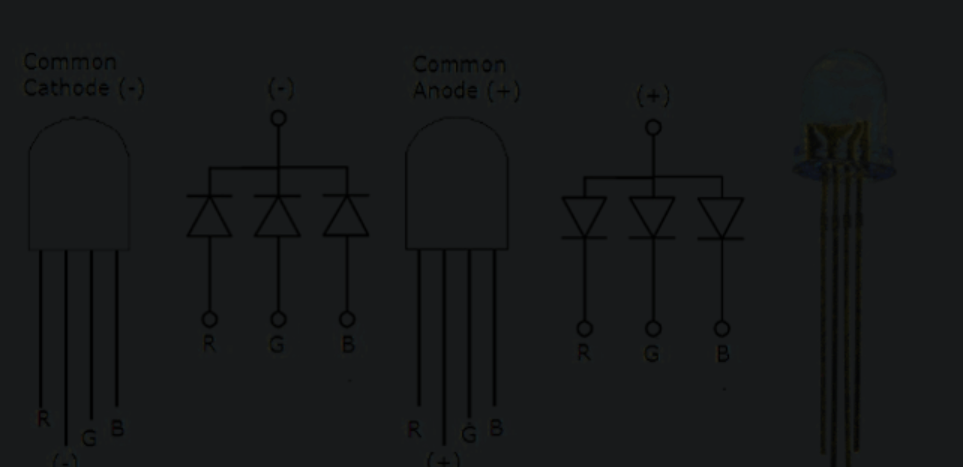 Common
Cathode (-)
(-)
R
G
B
R
(-)
G
B
Common
Anode (+)
(+)
R
G
B
R
(+)
G
B